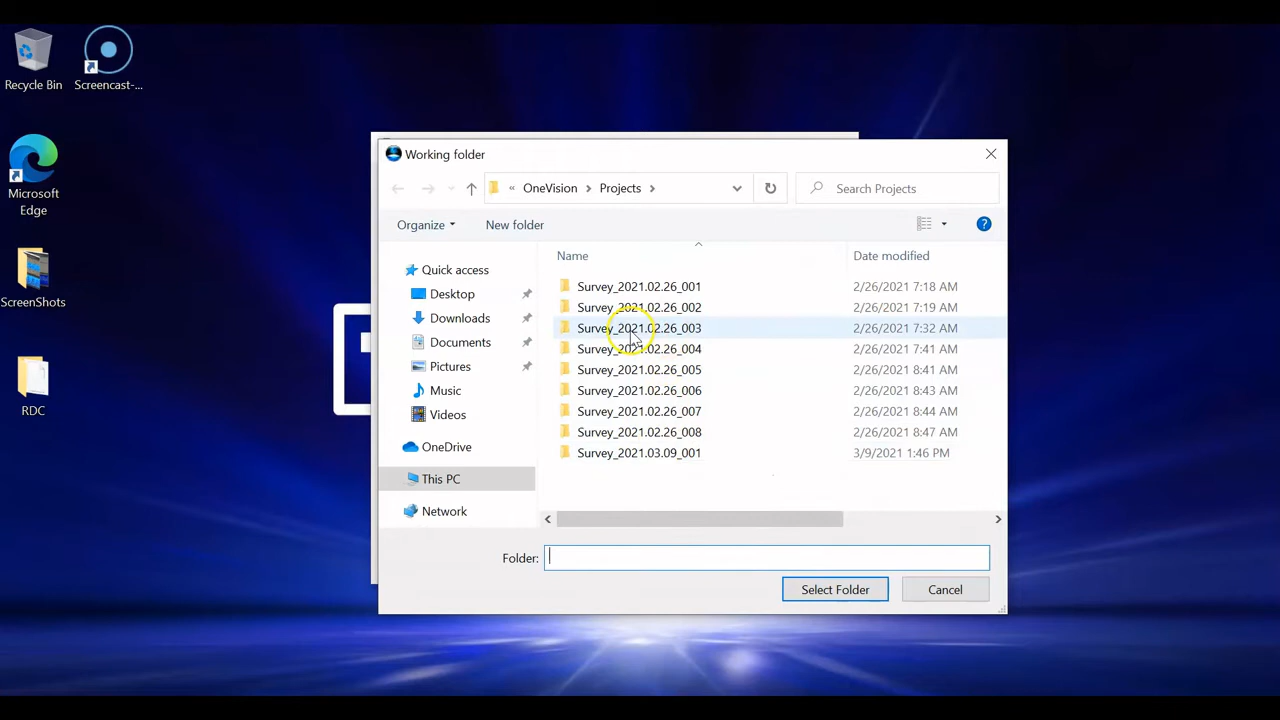 Recycle Bin
Screencast-...
Microsoft
Edge
ScreenShots
RDC
Working folder
« OneVision › Projects ›
Search Projects
Organize
New folder
?
Name
Date modified
Quick access
Desktop
Downloads
Documents
Pictures
Music
Videos
OneDrive
This PC
Network
Survey_2021.02.26_001 2/26/2021 7:18 AM
Survey_2021.02.26_002 2/26/2021 7:19 AM
Survey_2021.02.26_003 2/26/2021 7:32 AM
Survey_2021.02.26_004 2/26/2021 7:41 AM
Survey_2021.02.26_005 2/26/2021 8:41 AM
Survey_2021.02.26_006 2/26/2021 8:43 AM
Survey_2021.02.26_007 2/26/2021 8:44 AM
Survey_2021.02.26_008 2/26/2021 8:47 AM
Survey_2021.03.09_001 3/9/2021 1:46 PM
Folder:
Select Folder
Cancel